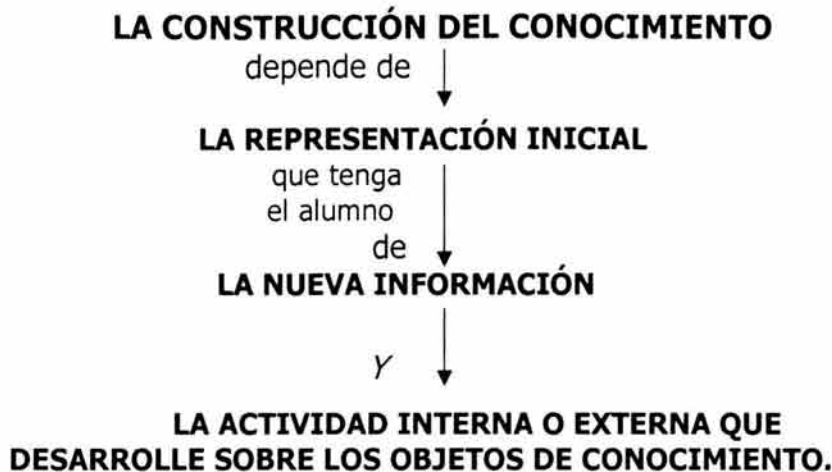 LA CONSTRUCCIÓN DEL CONOCIMIENTO
depende de
LA REPRESENTACIÓN INICIAL
que tenga
el alumno
de
LA NUEVA INFORMACIÓN
Y
LA ACTIVIDAD INTERNA O EXTERNA QUE
DESARROLLE SOBRE LOS OBJETOS DE CONOCIMIENTO